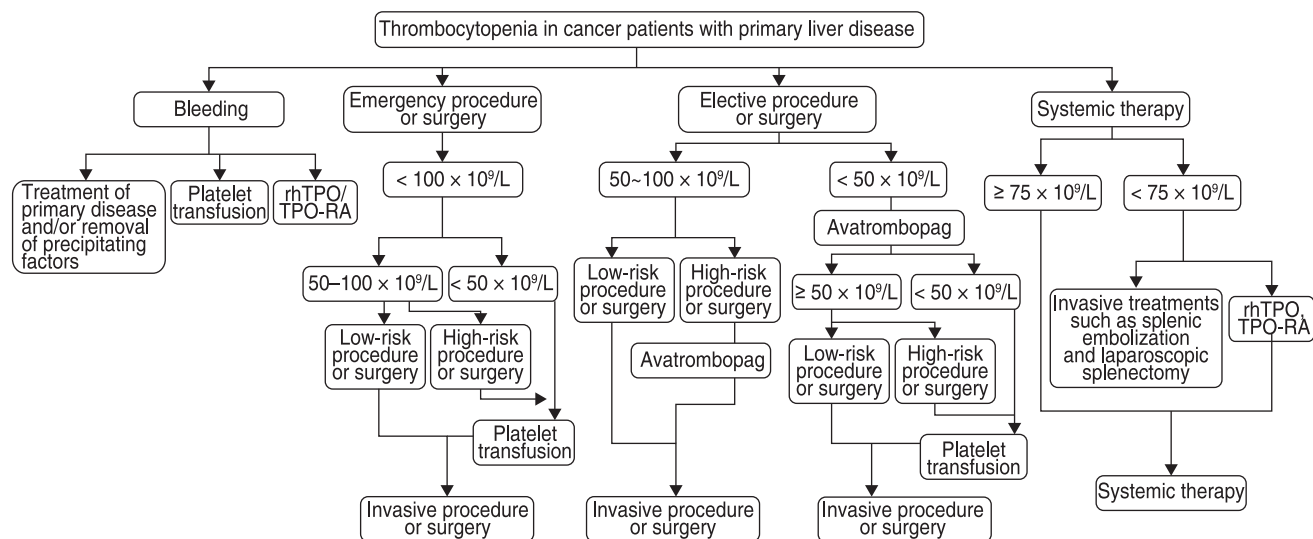 Thrombocytopenia in cancer patients with primary liver disease
Bleeding
Emergency procedure
or surgery
Elective procedure
or surgery
Systemic therapy
Treatment of
primary disease
and/or removal
of precipitating
factors
Platelet
transfusion
rhTPO/
TPO-RA
< 100 × 10⁹/L
50~100 × 10⁹/L
< 50 × 10⁹/L
≥ 75 × 10⁹/L
< 75 × 10⁹/L
Avatrombopag
50–100 × 10⁹/L
< 50 × 10⁹/L
Low-risk
procedure
or surgery
High-risk
procedure
or surgery
≥ 50 × 10⁹/L
< 50 × 10⁹/L
Invasive treatments
such as splenic
embolization
and laparoscopic
splenectomy
rhTPO,
TPO-RA
Low-risk
procedure
or surgery
High-risk
procedure
or surgery
Avatrombopag
Low-risk
procedure
or surgery
High-risk
procedure
or surgery
Platelet
transfusion
Platelet
transfusion
Systemic therapy
Invasive procedure
or surgery
Invasive procedure
or surgery
Invasive procedure
or surgery